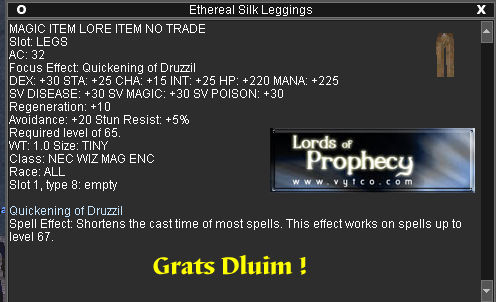 Ethereal Silk Leggings
MAGIC ITEM LORE ITEM NO TRADE
Slot: LEGS
AC: 32
Focus Effect: Quickening of Druzzil
DEX: +30 STA: +25 CHA: +15 INT: +25 HP: +220 MANA: +225
SV DISEASE: +30 SV MAGIC: +30 SV POISON: +30
Regeneration: +10
Avoidance: +20 Stun Resist: +5%
Required level of 65.
WT: 1.0 Size: TINY
Class: NEC WIZ MAG ENC
Race: ALL
Slot 1, type 8: empty
Lords of
Prophecy
www.vytco.com
Quickening of Druzzil
Spell Effect: Shortens the cast time of most spells. This effect works on spells up to
level 67.
Grats Dluim !